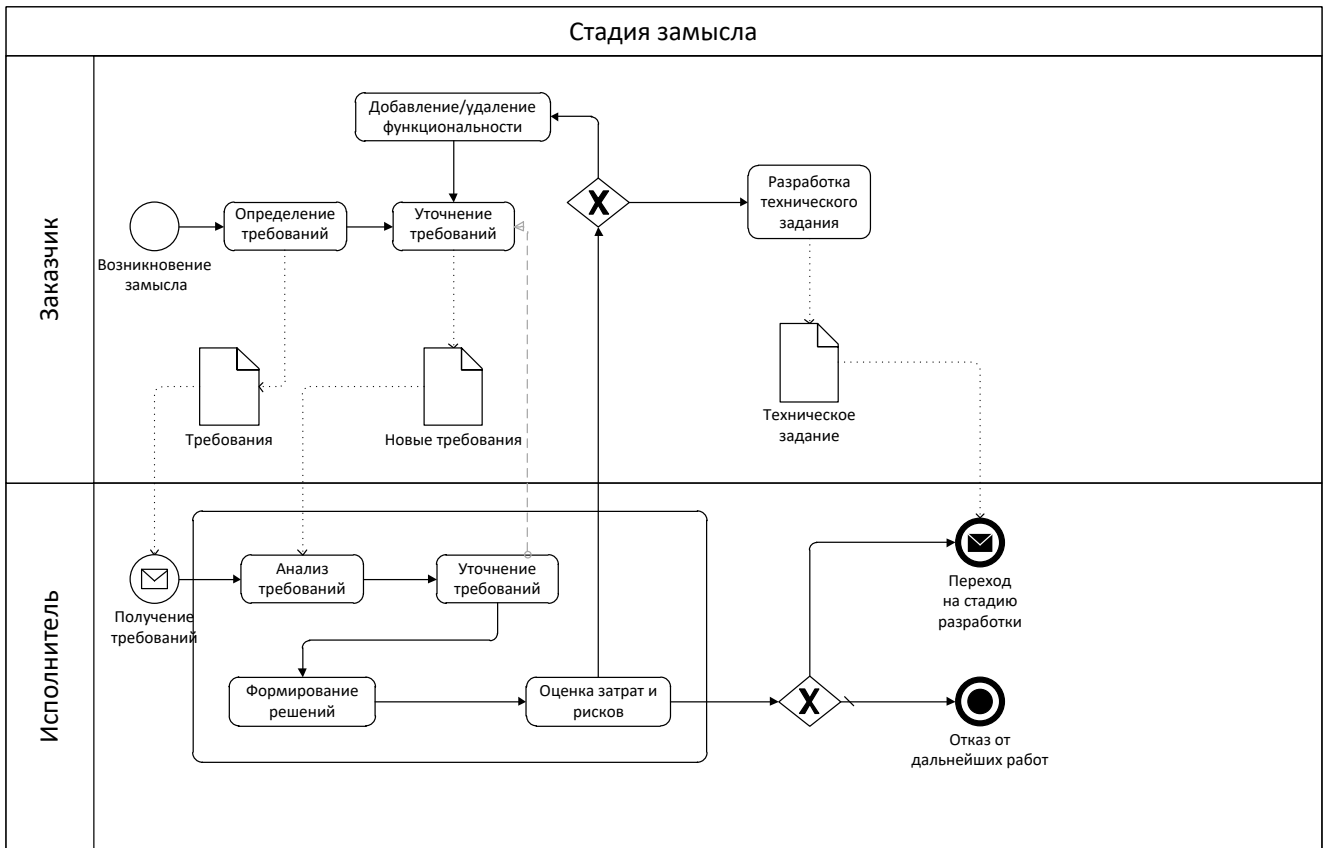 Стадия замысла
Заказчик
Добавление/удаление
функциональности
Разработка
технического
задания
Определение
требований
Уточнение
требований
Возникновение
замысла
Требования
Новые требования
Техническое
задание
Исполнитель
Анализ
требований
Уточнение
требований
Получение
требований
Переход
на стадию
разработки
Формирование
решений
Оценка затрат и
рисков
Отказ от
дальнейших работ